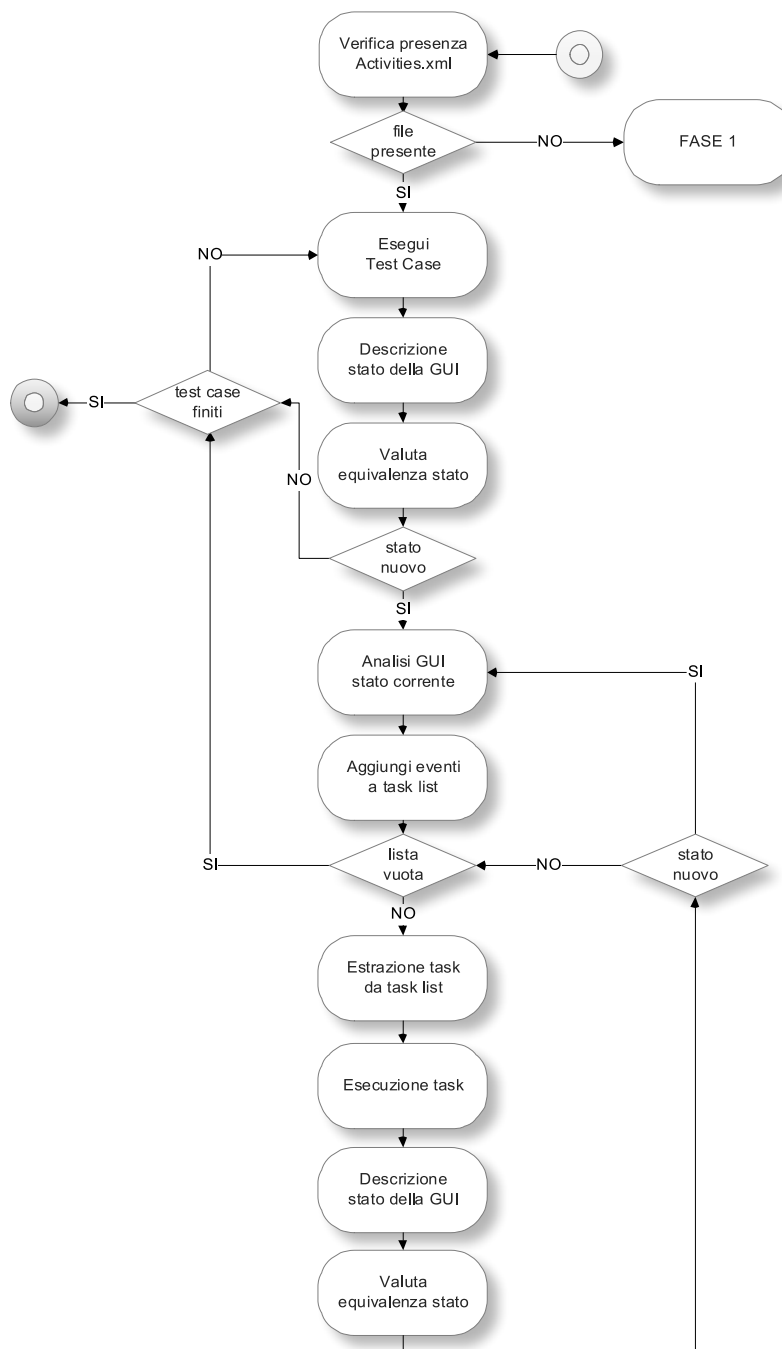 Verifica presenza
Activities.xml
file
presente
NO
FASE 1
SI
Esegui
Test Case
NO
Descrizione
stato della GUI
test case
finiti
SI
Valuta
equivalenza stato
NO
stato
nuovo
SI
Analisi GUI
stato corrente
SI
Aggiungi eventi
a task list
lista
vuota
SI
NO
stato
nuovo
NO
Estrazione task
da task list
Esecuzione task
Descrizione
stato della GUI
Valuta
equivalenza stato